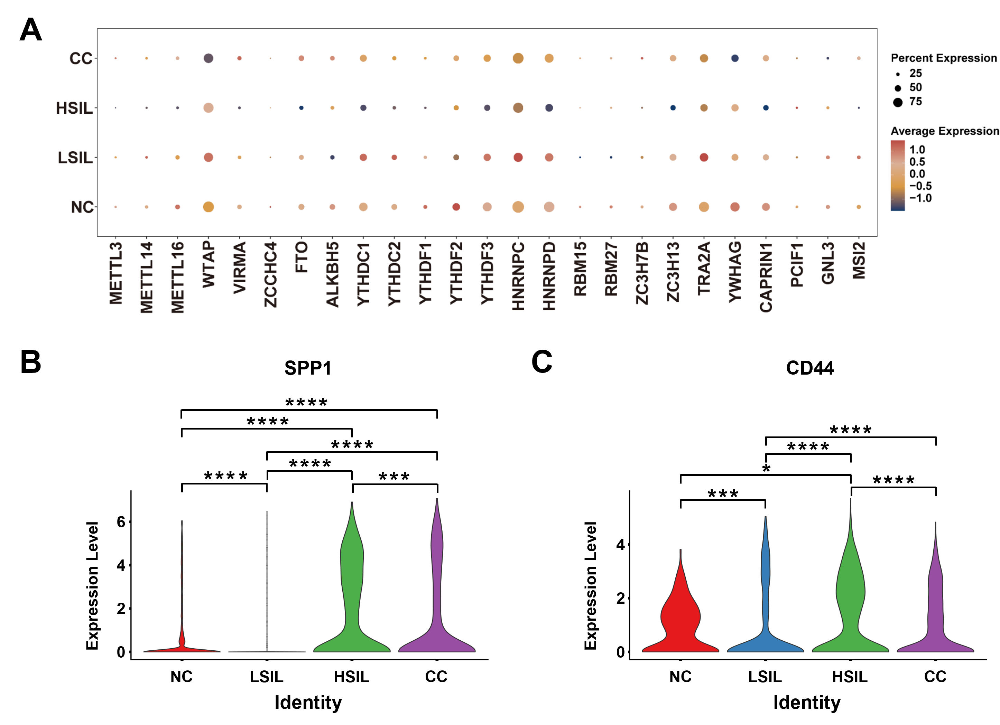 A
CC
HSIL
LSIL
NC
METTL3
METTL14
METTL16
WTAP
VIRMA
ZCCHC4
FTO
ALKBH5
YTHDC1
YTHDC2
YTHDF1
YTHDF2
YTHDF3
HNRNPC
HNRNPD
RBM15
RBM27
ZC3H7B
ZC3H13
TRA2A
YWHAG
CAPRIN1
PCIF1
GNL3
MSI2
Percent Expression
25
50
75
Average Expression
1.0
0.5
0.0
−0.5
−1.0
B
SPP1
****
****
****
****
****
***
Expression Level
6
4
2
0
NC LSIL HSIL CC
Identity
C
CD44
****
****
*
****
***
Expression Level
4
2
0
NC LSIL HSIL CC
Identity